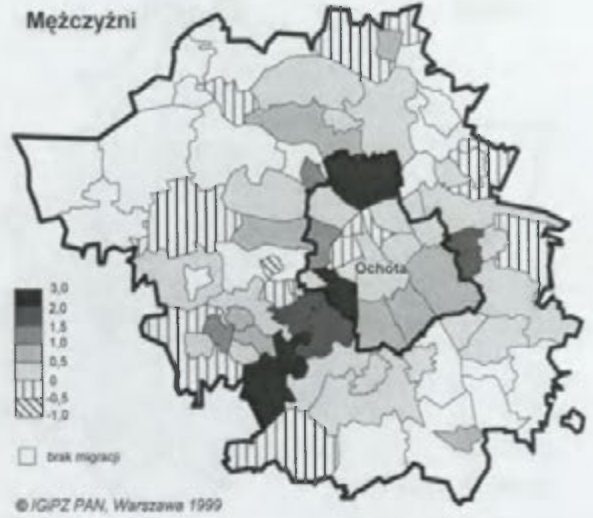 Mężczyźni
Ochota
3,0
2,0
1,5
1,0
0,5
0
-0,5
-1,0
brak migracji
© IGiPZ PAN, Warszawa 1999